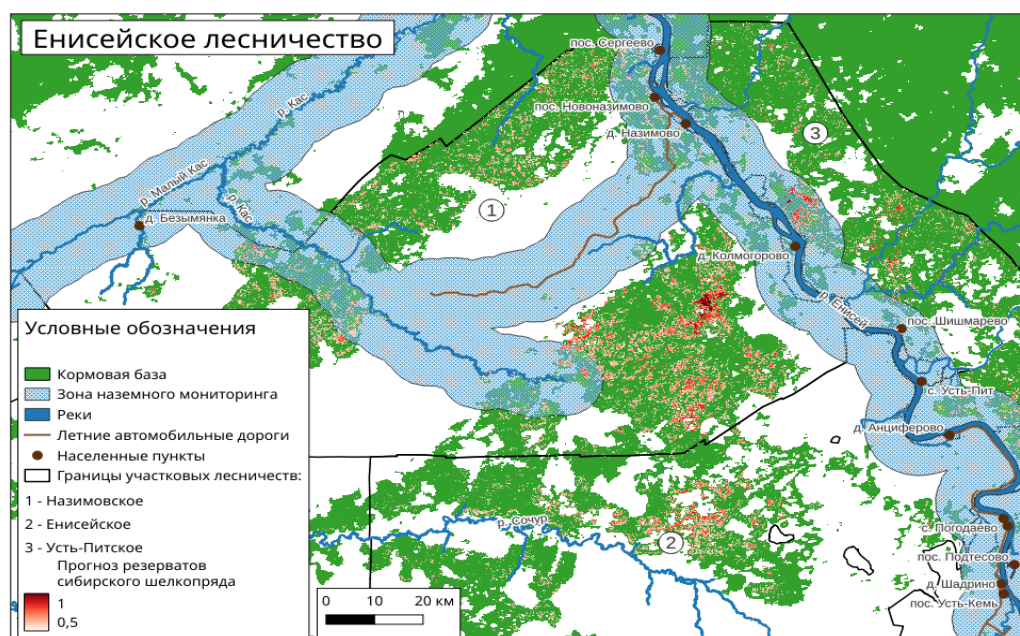 Енисейское лесничество
пос. Сергеево
р. Кас
пос. Новоназимово
д. Назимово
3
р. Малый Кас
р. Кас
1
д. Безымянка
д. Колмогорово
р. Енисей
пос. Шишмарево
с. Усть-Пит
д. Анциферово
р. Сочур
2
с. Погодаево
пос. Подтесово
д. Шадрино
пос. Усть-Кемь
Условные обозначения
Кормовая база
Зона наземного мониторинга
Реки
Летние автомобильные дороги
Населенные пункты
Границы участковых лесничеств:
1 - Назимовское
2 - Енисейское
3 - Усть-Питское
Прогноз резерватов
сибирского шелкопряда
1
0,5
0 10 20 км